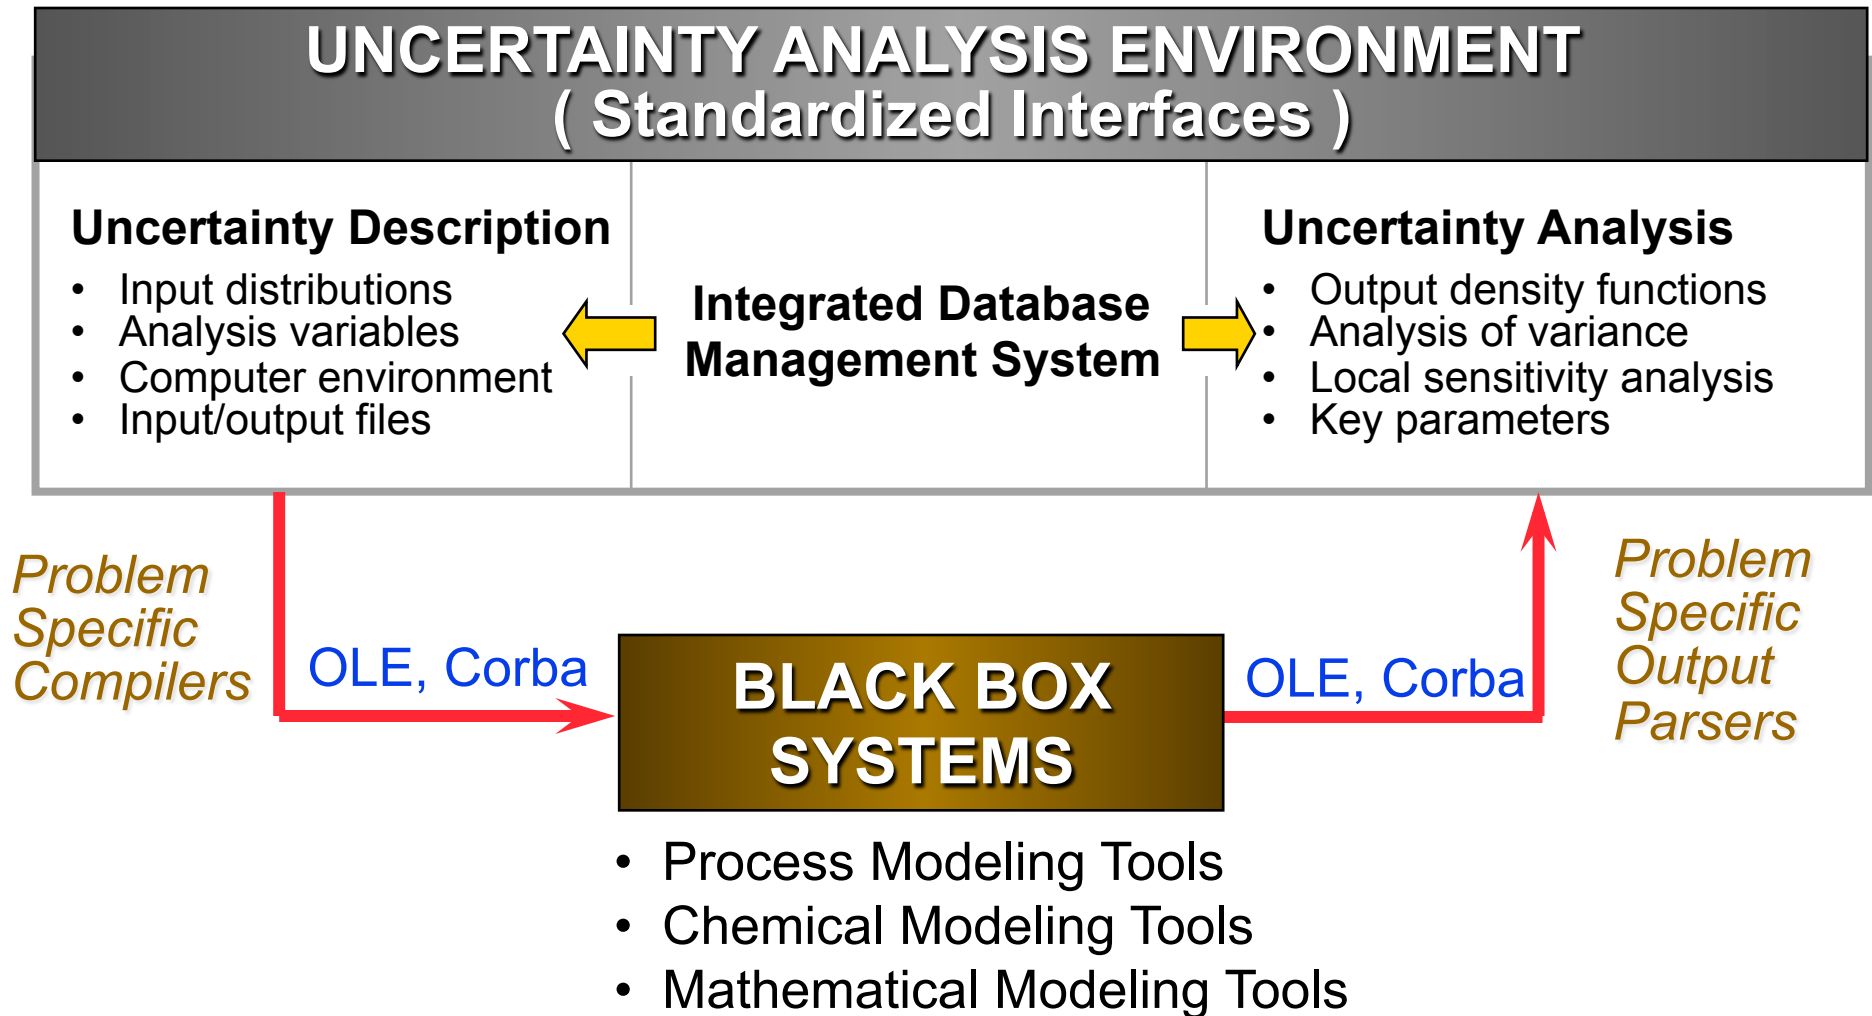 UNCERTAINTY ANALYSIS ENVIRONMENT
( Standardized Interfaces )
Uncertainty Description
• Input distributions
• Analysis variables
• Computer environment
• Input/output files
Integrated Database
Management System
Uncertainty Analysis
• Output density functions
• Analysis of variance
• Local sensitivity analysis
• Key parameters
Problem
Specific
Compilers
OLE, Corba
BLACK BOX
SYSTEMS
OLE, Corba
Problem
Specific
Output
Parsers
• Process Modeling Tools
• Chemical Modeling Tools
• Mathematical Modeling Tools